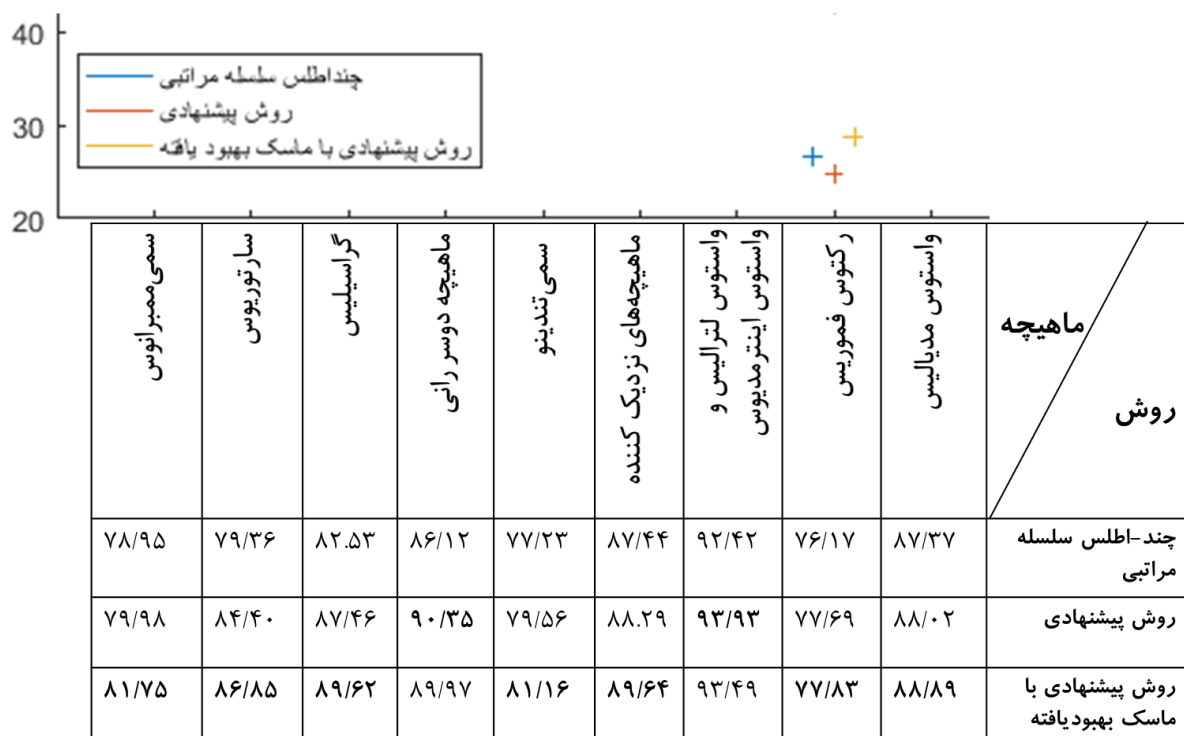 40
30
20
چنداطلس سلسله مراتبی
روش پیشنهادی
روش پیشنهادی با ماسک بهبود یافته
ماهیچه
روش
واستوس مدیالیس
رکتوس فموریس
واستوس لترالیس و
واستوس اینترمدیوس
ماهیچه‌های نزدیک کننده
سمی‌تندینو
ماهیچه دوسر رانی
گراسیلیس
سارتوریوس
سمی‌ممبرانوس
چند-اطلس سلسله
مراتبی
۸۷/۳۷ ۷۶/۱۷ ۹۲/۴۲ ۸۷/۴۴ ۷۷/۲۳ ۸۶/۱۲ ۸۲.۵۳ ۷۹/۳۶ ۷۸/۹۵
روش پیشنهادی ۸۸/۰۲ ۷۷/۶۹ ۹۳/۹۳ ۸۸.۲۹ ۷۹/۵۶ ۹۰/۳۵ ۸۷/۴۶ ۸۴/۴۰ ۷۹/۹۸
روش پیشنهادی با
ماسک بهبودیافته
۸۸/۸۹ ۷۷/۸۳ ۹۳/۴۹ ۸۹/۶۴ ۸۱/۱۶ ۸۹/۹۷ ۸۹/۶۲ ۸۶/۸۵ ۸۱/۷۵